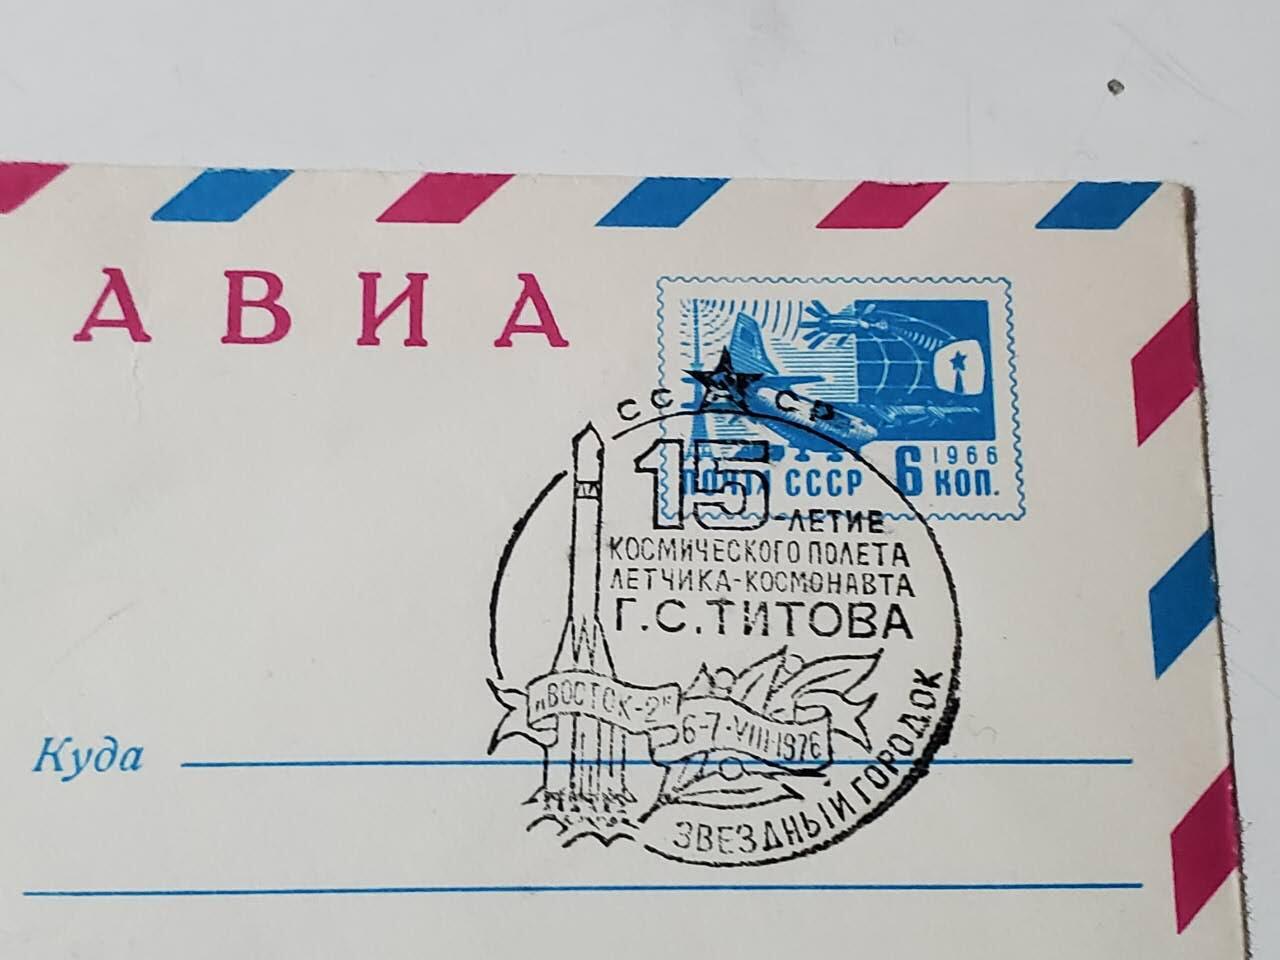 АВИА
СССР
15
-ЛЕТИЕ
КОСМИЧЕСКОГО ПОЛЕТА
ЛЕТЧИКА-КОСМОНАВТА
Г.С.ТИТОВА
"ВОСТОК-2"
6-7-VIII-1976
ЗВЕЗДНЫЙ ГОРОДОК
1966
ПОЧТА СССР 6 КОП.
Куда